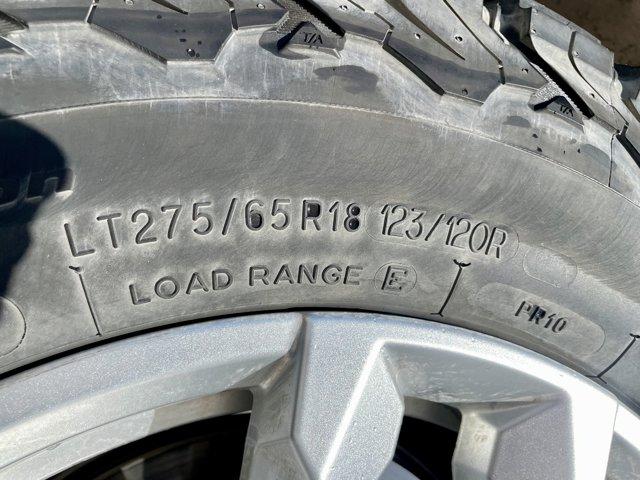 T/A
T/A
LT275/65R18 123/120R
LOAD RANGE E
PR10